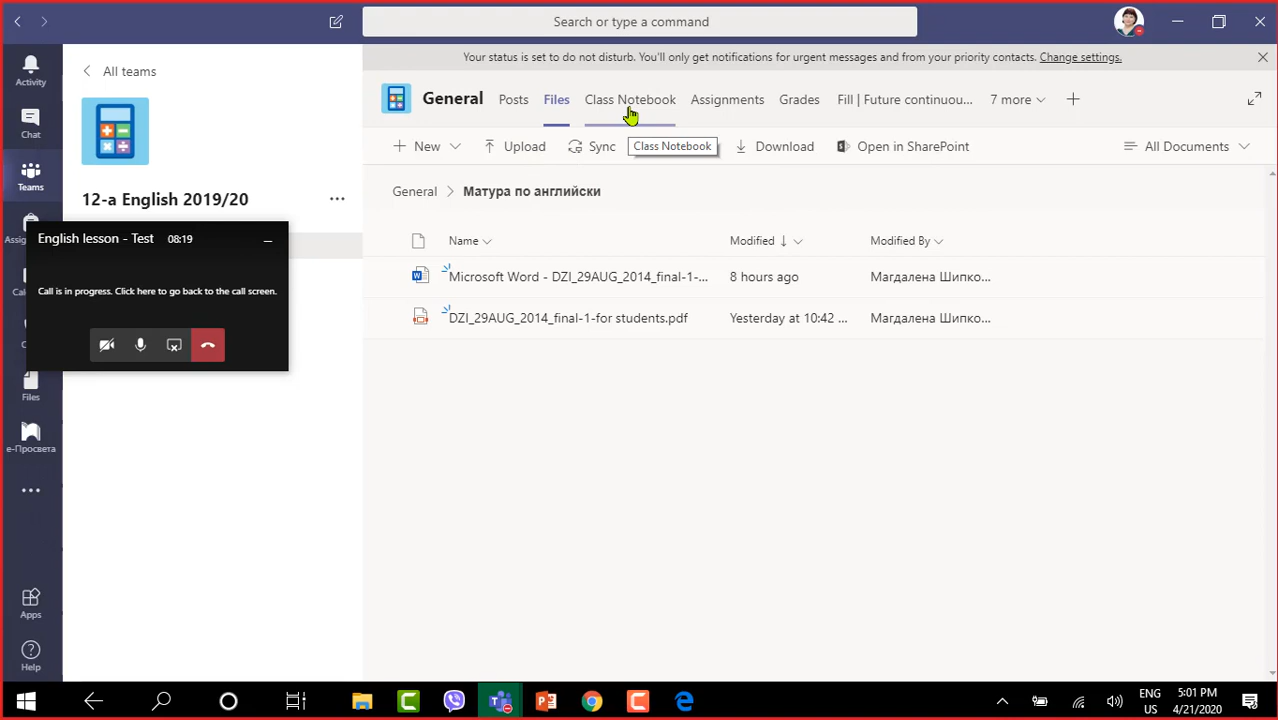 Search or type a command
Your status is set to do not disturb. You'll only get notifications for urgent messages and from your priority contacts. Change settings.
Activity
Chat
Teams
Assig
Cal
C
Files
е-Просвета
Apps
Help
All teams
12-a English 2019/20
English lesson - Test 08:19
Call is in progress. Click here to go back to the call screen.
General Posts Files Class Notebook Assignments Grades Fill | Future continuou... 7 more
New Upload Sync Class Notebook Download Open in SharePoint All Documents
General Матура по английски
Name Modified Modified By
Microsoft Word - DZI_29AUG_2014_final-1-... 8 hours ago Магдалена Шипко...
DZI_29AUG_2014_final-1-for students.pdf Yesterday at 10:42 ... Магдалена Шипко...
ENG
US
5:01 PM
4/21/2020